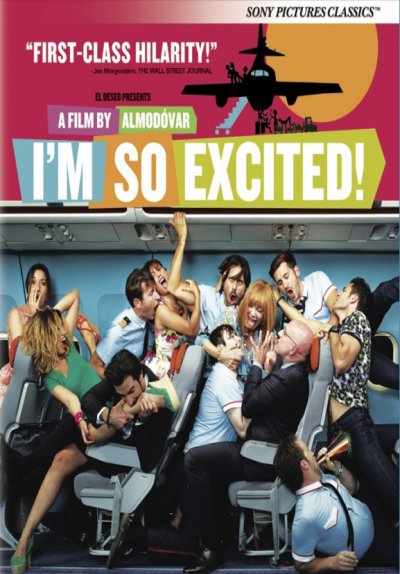 SONY PICTURES CLASSICS™
"FIRST-CLASS HILARITY!"
-Joe Morgenstern, THE WALL STREET JOURNAL
EL DESEO PRESENTS
A FILM BY ALMODÓVAR
I'M SO EXCITED!